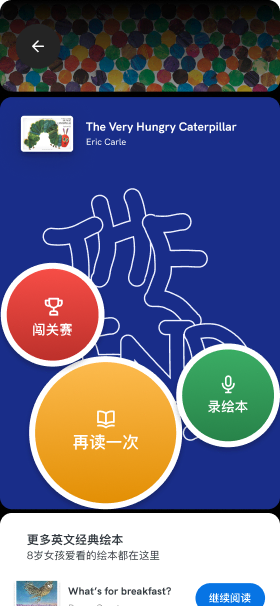 The Very Hungry Caterpillar
Eric Carle
THE
END
闯关赛
录绘本
再读一次
更多英文经典绘本
8岁女孩爱看的绘本都在这里
What's for breakfast?
继续阅读